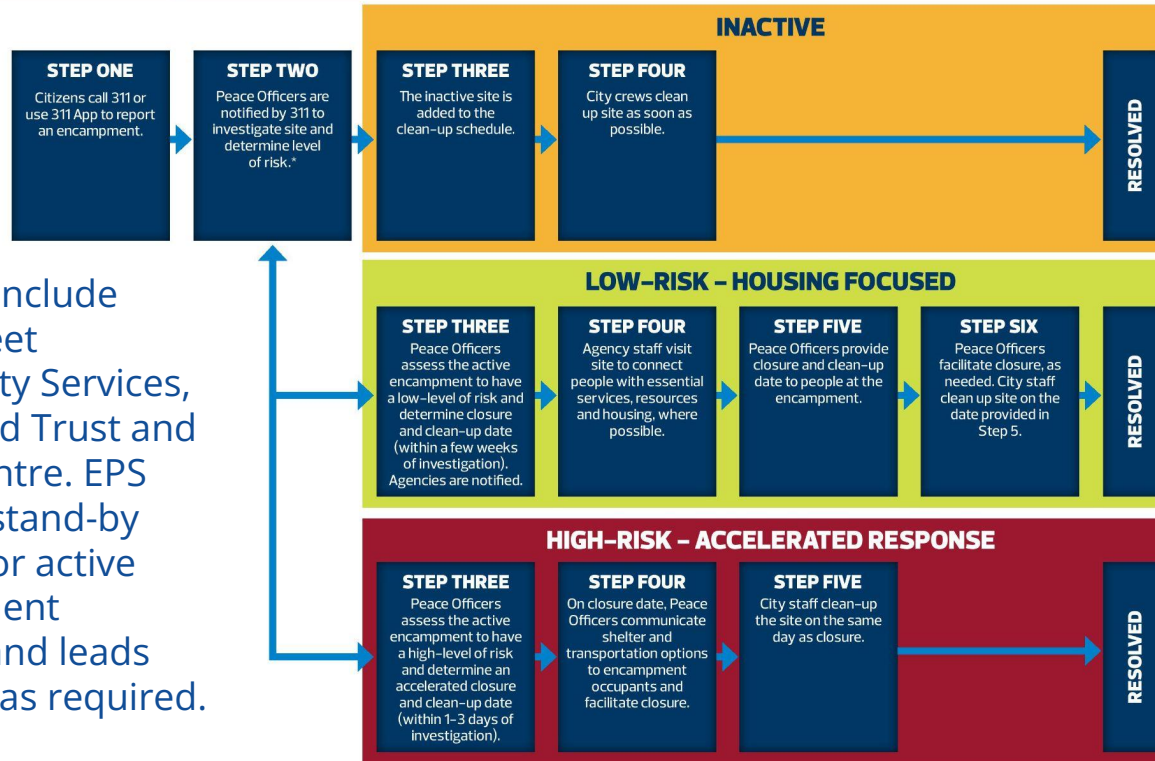 INACTIVE
STEP ONE
Citizens call 311 or
use 311 App to report
an encampment.
STEP TWO
Peace Officers are
notified by 311 to
investigate site and
determine level
of risk.*
STEP THREE
The inactive site is
added to the
clean-up schedule.
STEP FOUR
City crews clean
up site as soon as
possible.
RESOLVED
nclude
eet
ty Services,
d Trust and
ntre. EPS
stand-by
or active
ent
and leads
as required.
LOW-RISK - HOUSING FOCUSED
STEP THREE
Peace Officers
assess the active
encampment to have
a low-level of risk and
determine closure
and clean-up date
(within a few weeks
of investigation).
Agencies are notified.
STEP FOUR
Agency staff visit
site to connect
people with essential
services, resources
and housing, where
possible.
STEP FIVE
Peace Officers provide
closure and clean-up
date to people at the
encampment.
STEP SIX
Peace Officers
facilitate closure, as
needed. City staff
clean up site on the
date provided in
Step 5.
RESOLVED
HIGH-RISK - ACCELERATED RESPONSE
STEP THREE
Peace Officers
assess the active
encampment to have
a high-level of risk
and determine an
accelerated closure
and clean-up date
(within 1-3 days of
investigation).
STEP FOUR
On closure date, Peace
Officers communicate
shelter and
transportation options
to encampment
occupants and
facilitate closure.
STEP FIVE
City staff clean-up
the site on the same
day as closure.
RESOLVED